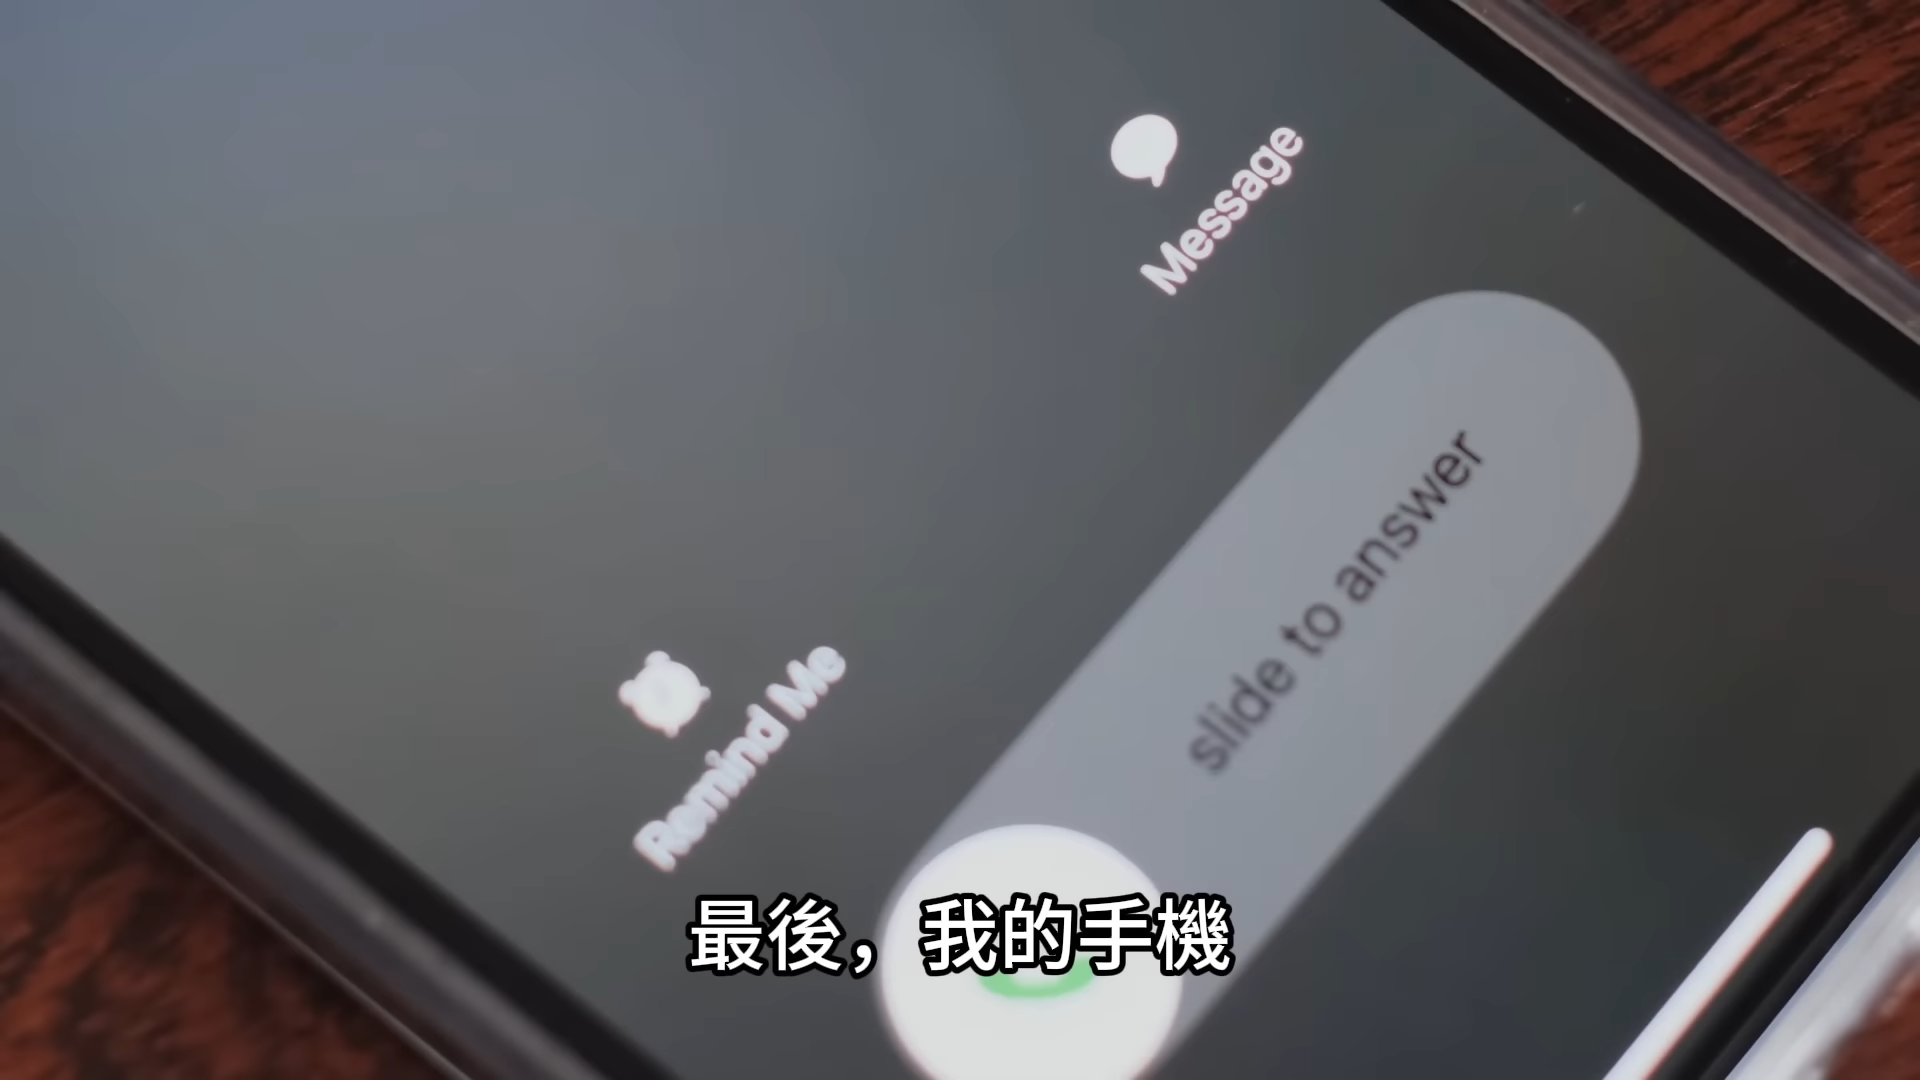 Message
Remind Me
slide to answer
最後，我的手機